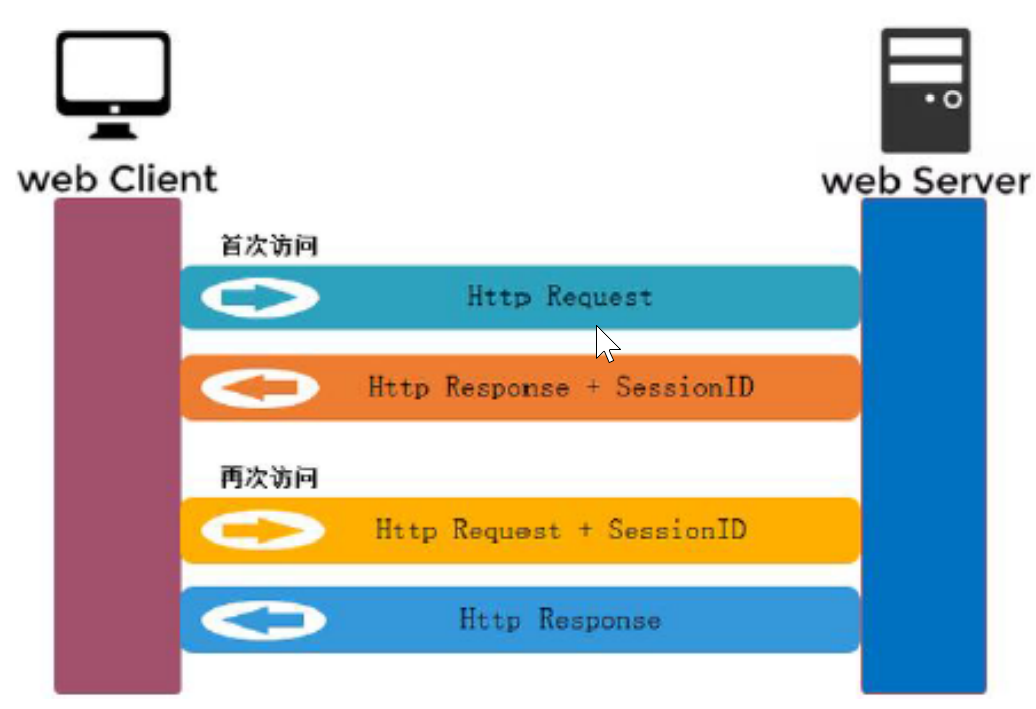 web Client
web Server
首次访问
Http Request
Http Response + SessionID
再次访问
Http Request + SessionID
Http Response